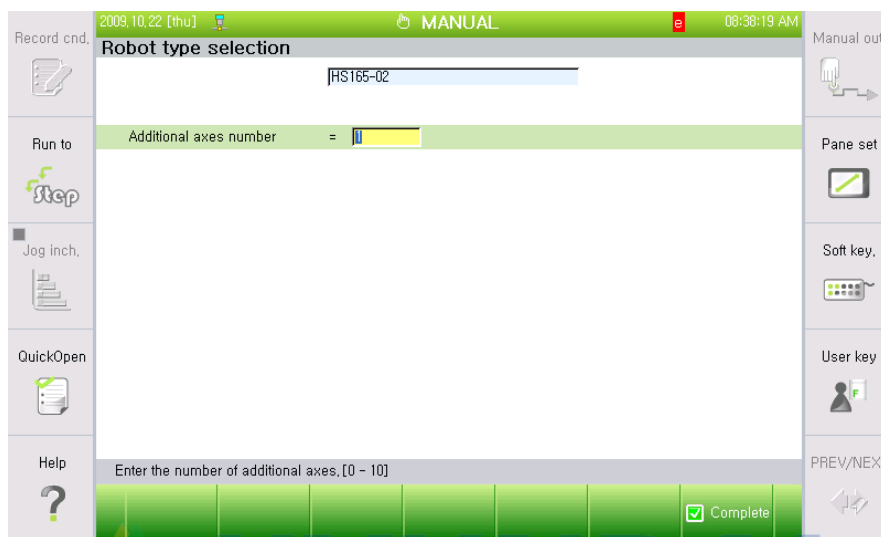 2009,10,22 [thu] MANUAL e 08:38:19 AM
Robot type selection
HS165-02
Additional axes number = 1
Enter the number of additional axes,[0 - 10]
Complete
Record cnd,
Run to
Step
Jog inch,
QuickOpen
Help
?
Manual out
Pane set
Soft key,
User key
F
PREV/NEX